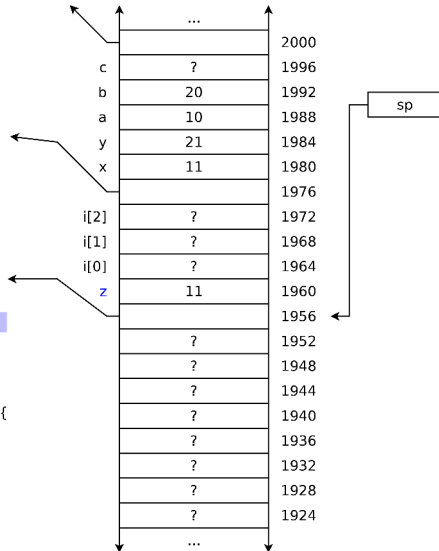 ...
2000
c ? 1996
b 20 1992
a 10 1988
sp
y 21 1984
x 11 1980
1976
i[2] ? 1972
i[1] ? 1968
i[0] ? 1964
z 11 1960
1956
? 1952
? 1948
? 1944
{ ? 1940
? 1936
? 1932
? 1928
? 1924
...